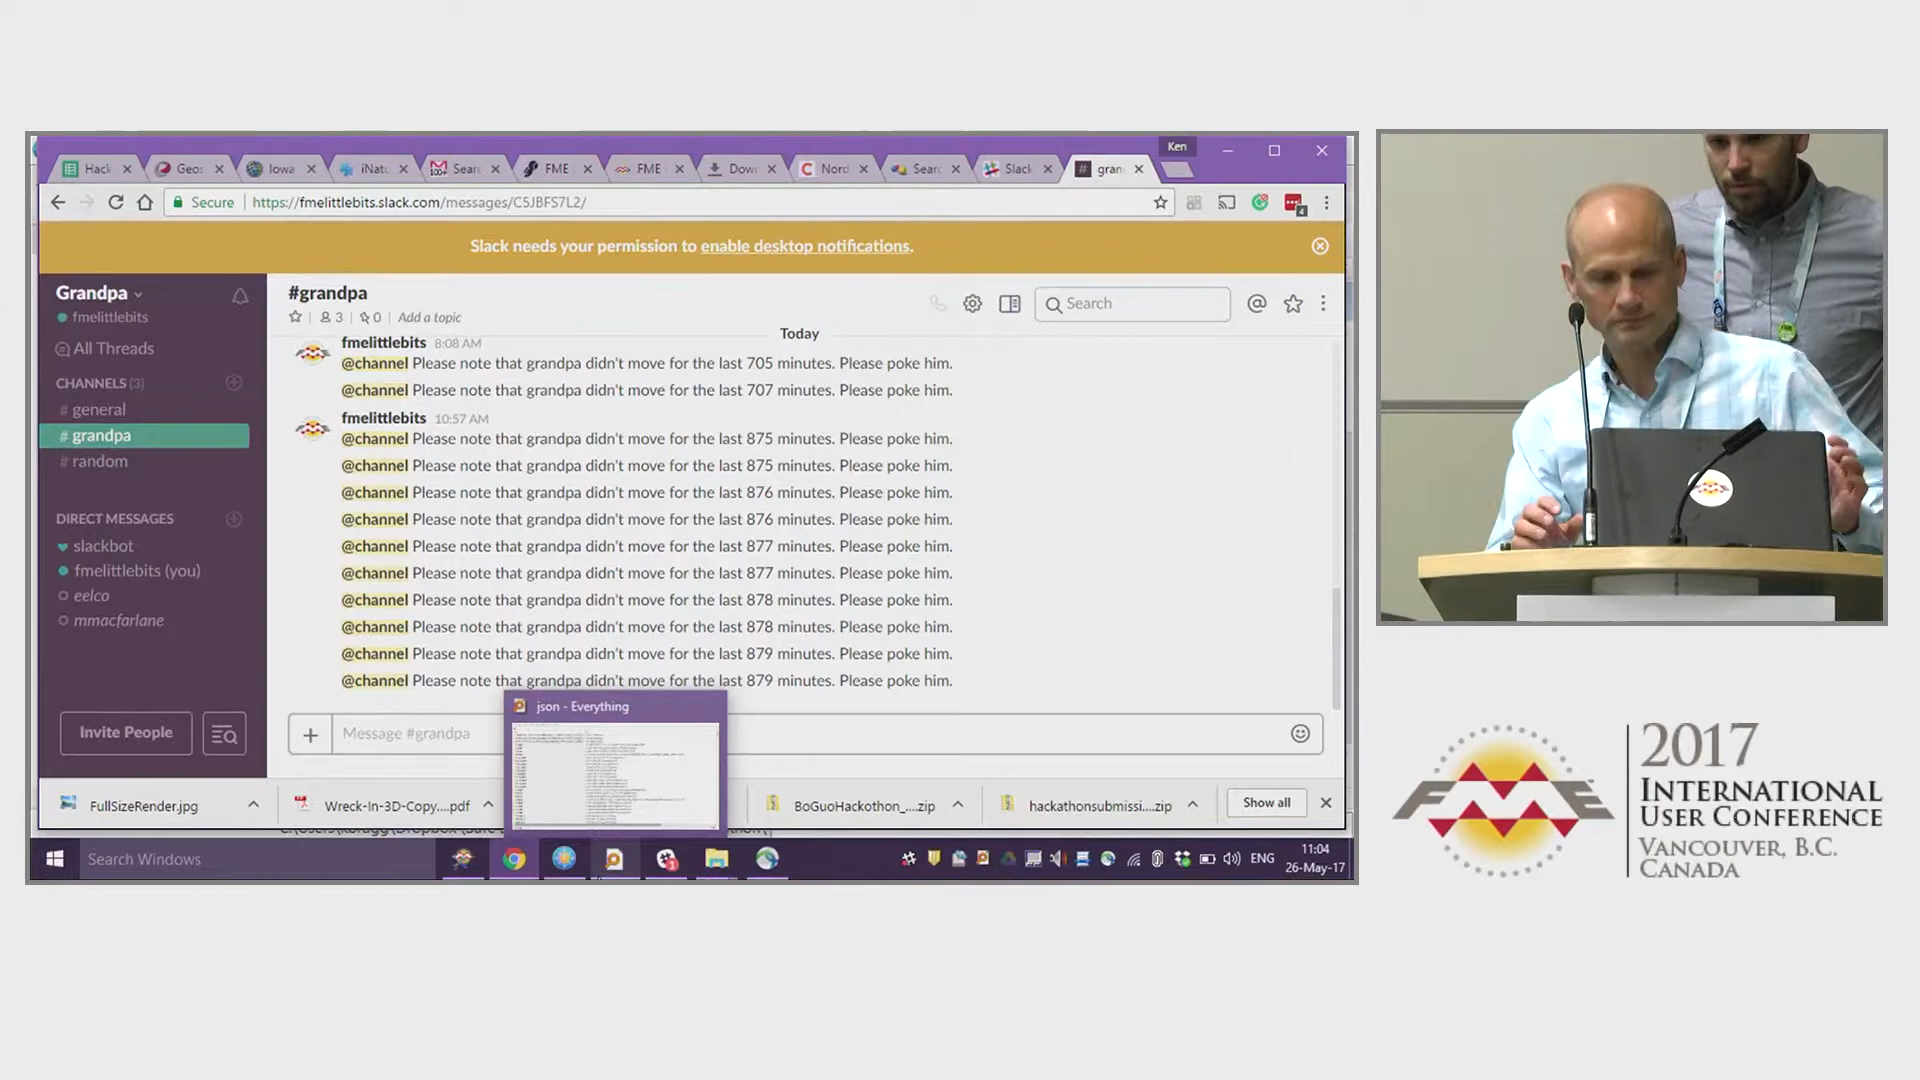 Ken
Hack
Geos
Iowa
iNatu
Sear
FME
FME
Down
Nord
Searc
Slack
gran
Secure
https://fmelittlebits.slack.com/messages/C5JBFS7L2/
4
Slack needs your permission to enable desktop notifications.
Grandpa
fmelittlebits
All Threads
CHANNELS (3)
# general
# grandpa
# random
DIRECT MESSAGES
slackbot
fmelittlebits (you)
eelco
mmacfarlane
Invite People
#grandpa
3
0
Add a topic
Search
Today
fmelittlebits 8:08 AM
@channel Please note that grandpa didn't move for the last 705 minutes. Please poke him.
@channel Please note that grandpa didn't move for the last 707 minutes. Please poke him.
fmelittlebits 10:57 AM
@channel Please note that grandpa didn't move for the last 875 minutes. Please poke him.
@channel Please note that grandpa didn't move for the last 875 minutes. Please poke him.
@channel Please note that grandpa didn't move for the last 876 minutes. Please poke him.
@channel Please note that grandpa didn't move for the last 876 minutes. Please poke him.
@channel Please note that grandpa didn't move for the last 877 minutes. Please poke him.
@channel Please note that grandpa didn't move for the last 877 minutes. Please poke him.
@channel Please note that grandpa didn't move for the last 878 minutes. Please poke him.
@channel Please note that grandpa didn't move for the last 878 minutes. Please poke him.
@channel Please note that grandpa didn't move for the last 879 minutes. Please poke him.
@channel Please note that grandpa didn't move for the last 879 minutes. Please poke him.
json - Everything
Message #grandpa
FullSizeRender.jpg
Wreck-In-3D-Copy....pdf
BoGuoHackothon_....zip
hackathonsubmissi....zip
Show all
Search Windows
ENG
11:04
26-May-17
FME
2017
INTERNATIONAL
USER CONFERENCE
VANCOUVER, B.C.
CANADA